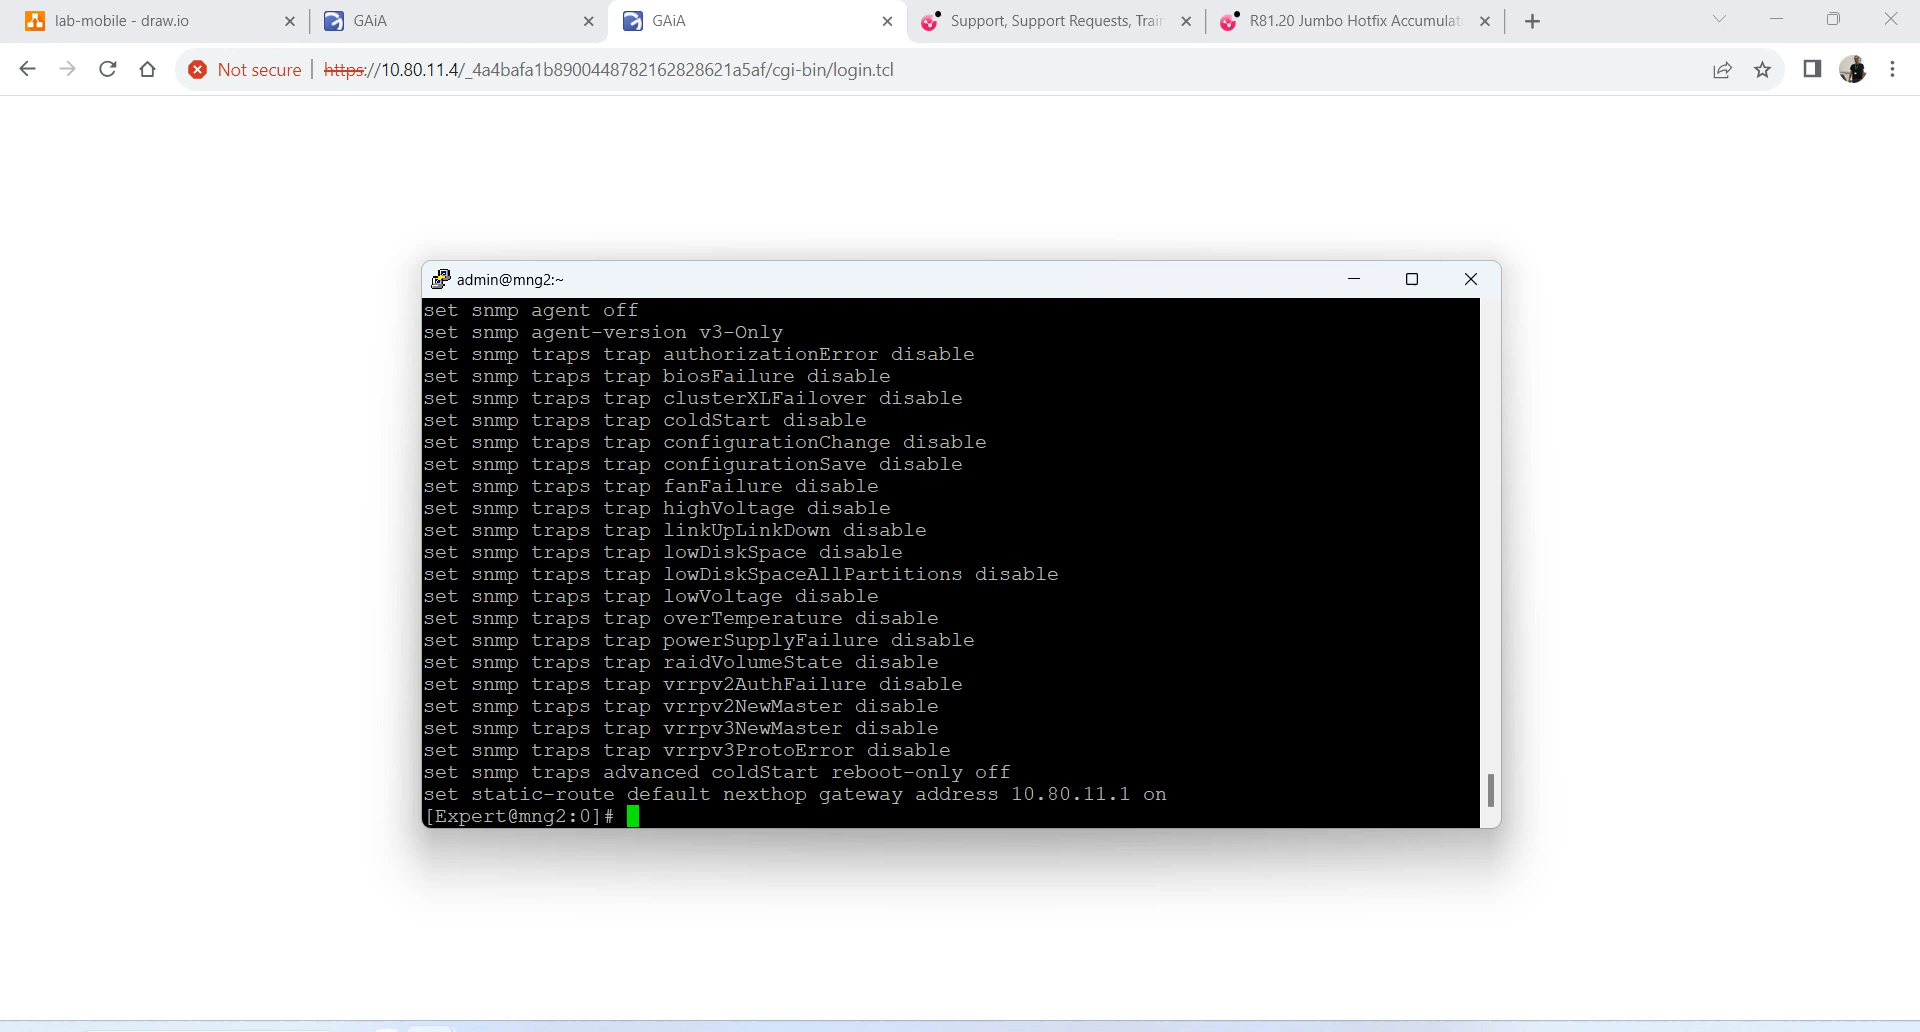 lab-mobile - draw.io
GAiA
GAiA
Support, Support Requests, Trair
R81.20 Jumbo Hotfix Accumulat
Not secure
https://10.80.11.4/_4a4bafa1b8900448782162828621a5af/cgi-bin/login.tcl
admin@mng2:~
set snmp agent off
set snmp agent-version v3-Only
set snmp traps trap authorizationError disable
set snmp traps trap biosFailure disable
set snmp traps trap clusterXLFailover disable
set snmp traps trap coldStart disable
set snmp traps trap configurationChange disable
set snmp traps trap configurationSave disable
set snmp traps trap fanFailure disable
set snmp traps trap highVoltage disable
set snmp traps trap linkUpLinkDown disable
set snmp traps trap lowDiskSpace disable
set snmp traps trap lowDiskSpaceAllPartitions disable
set snmp traps trap lowVoltage disable
set snmp traps trap overTemperature disable
set snmp traps trap powerSupplyFailure disable
set snmp traps trap raidVolumeState disable
set snmp traps trap vrrpv2AuthFailure disable
set snmp traps trap vrrpv2NewMaster disable
set snmp traps trap vrrpv3NewMaster disable
set snmp traps trap vrrpv3ProtoError disable
set snmp traps advanced coldStart reboot-only off
set static-route default nexthop gateway address 10.80.11.1 on
[Expert@mng2:0]#